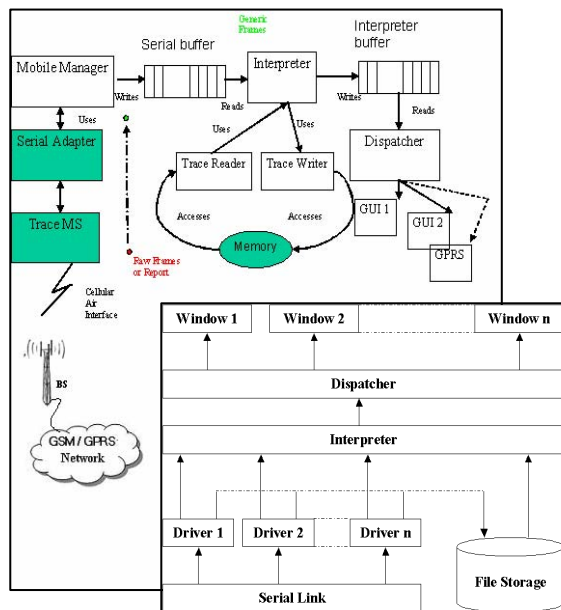 Generic
Frames
Serial buffer
Interpreter
buffer
Mobile Manager
Interpreter
Writes
Reads
Writes
Reads
Uses
Uses
Uses
Serial Adapter
Dispatcher
Trace Reader
Trace Writer
GUI 1
Trace MS
Accesses
Accesses
GUI 2
Memory
GPRS
Raw Frames
or Report
Cellular
Air
Interface
BS
GSM / GPRS
Network
Window 1
Window 2
Window n
Dispatcher
Interpreter
Driver 1
Driver 2
Driver n
File Storage
Serial Link